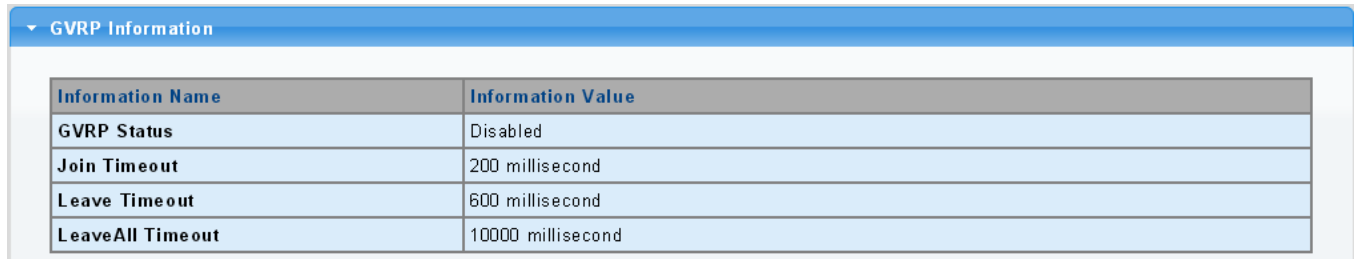 GVRP Information
Information Name Information Value
GVRP Status Disabled
Join Timeout 200 millisecond
Leave Timeout 600 millisecond
LeaveAll Timeout 10000 millisecond